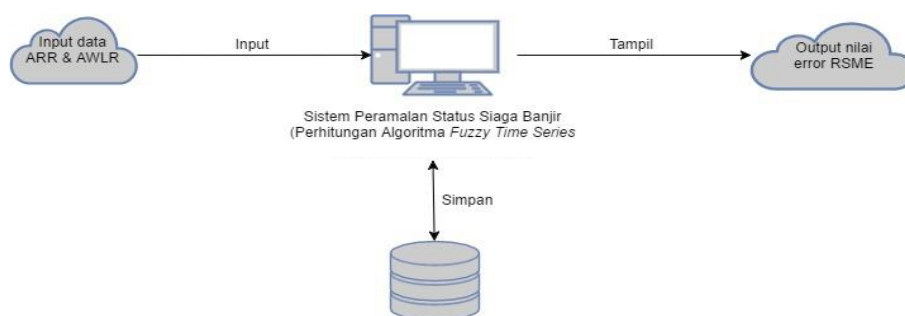 Input data
ARR & AWLR
Input
Tampil
Output nilai
error RSME
Sistem Peramalan Status Siaga Banjir
(Perhitungan Algoritma Fuzzy Time Series
Simpan